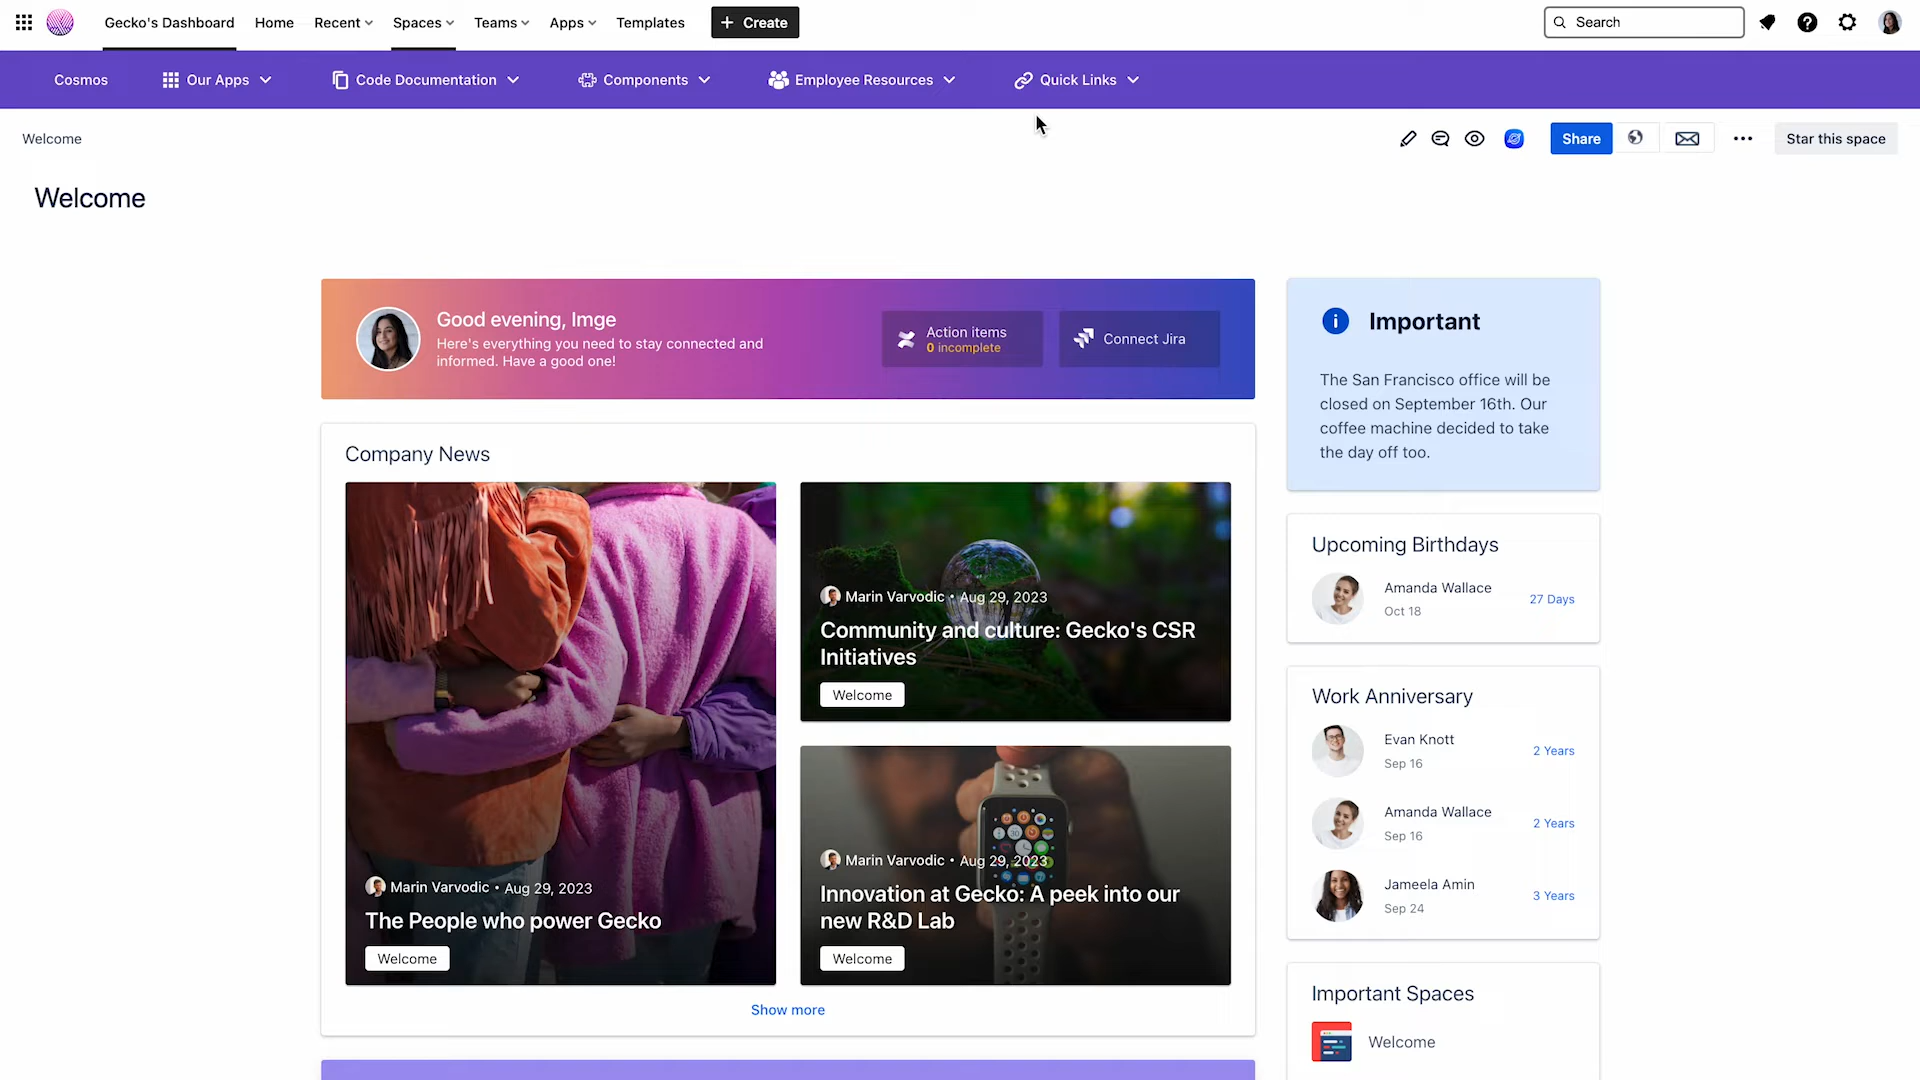 Gecko's Dashboard Home Recent Spaces Teams Apps Templates + Create Search
Cosmos Our Apps Code Documentation Components Employee Resources Quick Links
Welcome Share Star this space
Welcome
Good evening, Imge
Here's everything you need to stay connected and
informed. Have a good one!
Action items
0 incomplete
Connect Jira
Company News
Marin Varvodic • Aug 29, 2023
The People who power Gecko
Welcome
Marin Varvodic • Aug 29, 2023
Community and culture: Gecko's CSR
Initiatives
Welcome
Marin Varvodic • Aug 29, 2023
Innovation at Gecko: A peek into our
new R&D Lab
Welcome
Show more
Important
The San Francisco office will be
closed on September 16th. Our
coffee machine decided to take
the day off too.
Upcoming Birthdays
Amanda Wallace
Oct 18
27 Days
Work Anniversary
Evan Knott
Sep 16
2 Years
Amanda Wallace
Sep 16
2 Years
Jameela Amin
Sep 24
3 Years
Important Spaces
Welcome